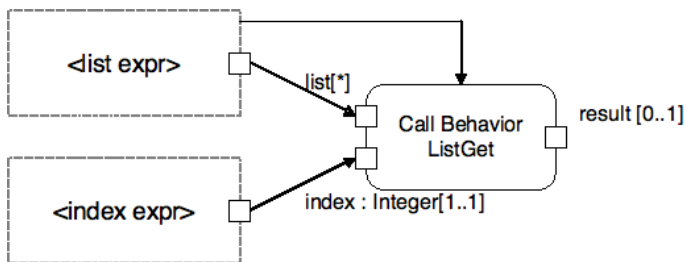 <list expr>
list[*]
Call Behavior
ListGet
result [0..1]
<index expr>
index : Integer[1..1]